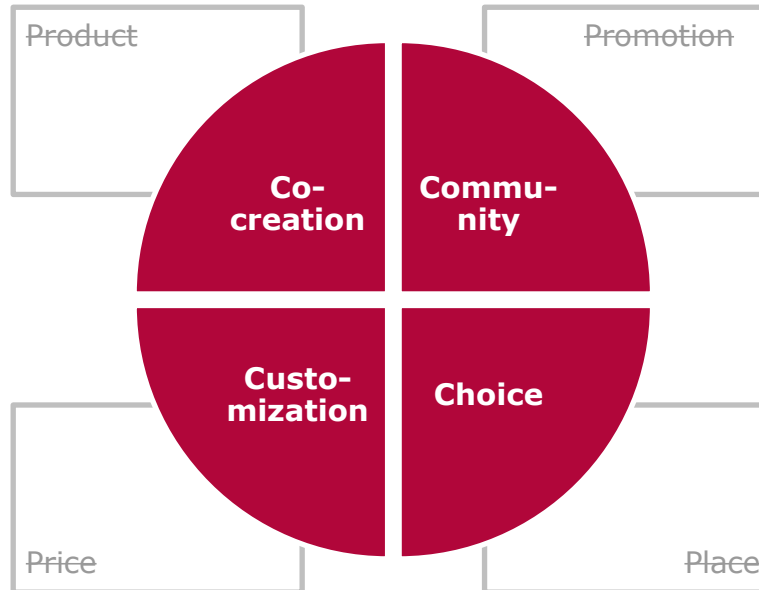 Product
Promotion
Co-
creation
Commu-
nity
Custo-
mization
Choice
Price
Place